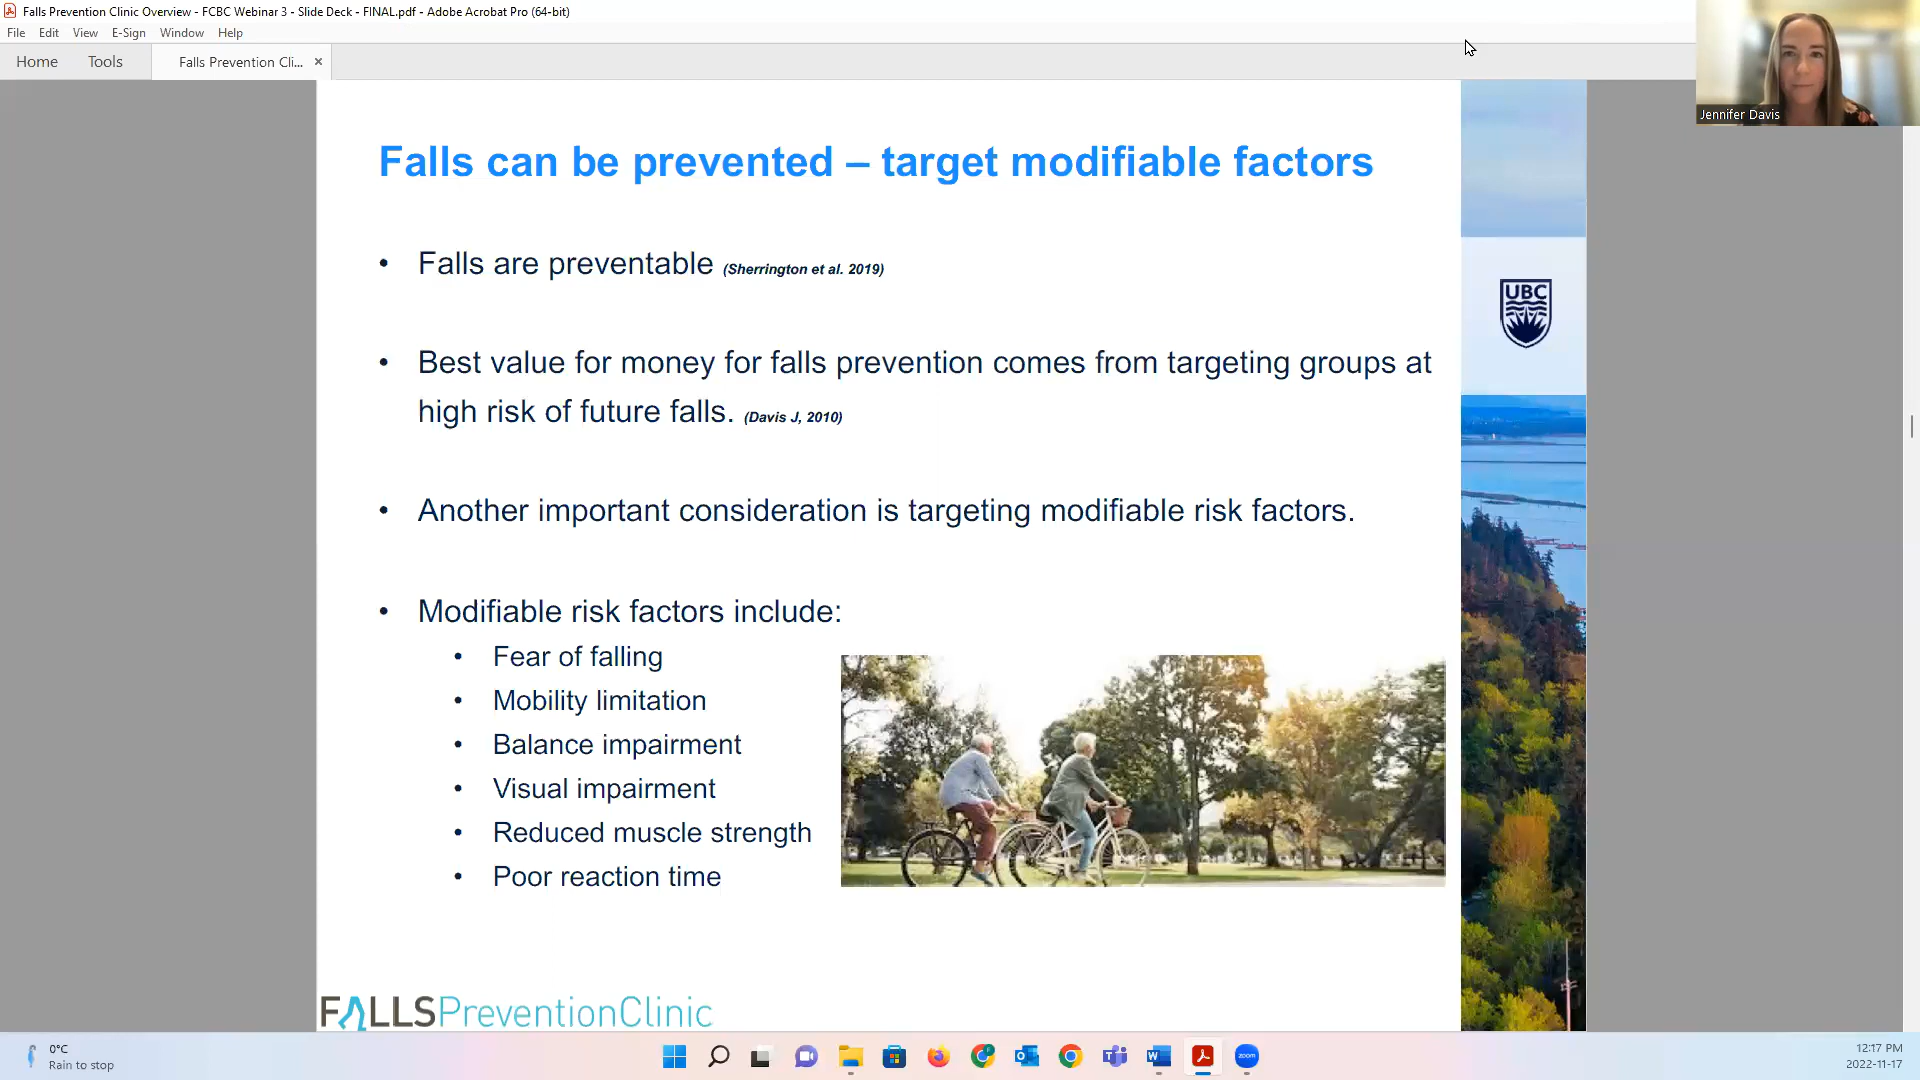 Falls Prevention Clinic Overview - FCBC Webinar 3 - Slide Deck - FINAL.pdf - Adobe Acrobat Pro (64-bit)
File Edit View E-Sign Window Help
Home Tools Falls Prevention Cli... ×
Jennifer Davis
Falls can be prevented – target modifiable factors
• Falls are preventable (Sherrington et al. 2019)
UBC
• Best value for money for falls prevention comes from targeting groups at
high risk of future falls. (Davis J, 2010)
• Another important consideration is targeting modifiable risk factors.
• Modifiable risk factors include:
• Fear of falling
• Mobility limitation
• Balance impairment
• Visual impairment
• Reduced muscle strength
• Poor reaction time
FALLSPreventionClinic
0°C
Rain to stop
zoom
12:17 PM
2022-11-17